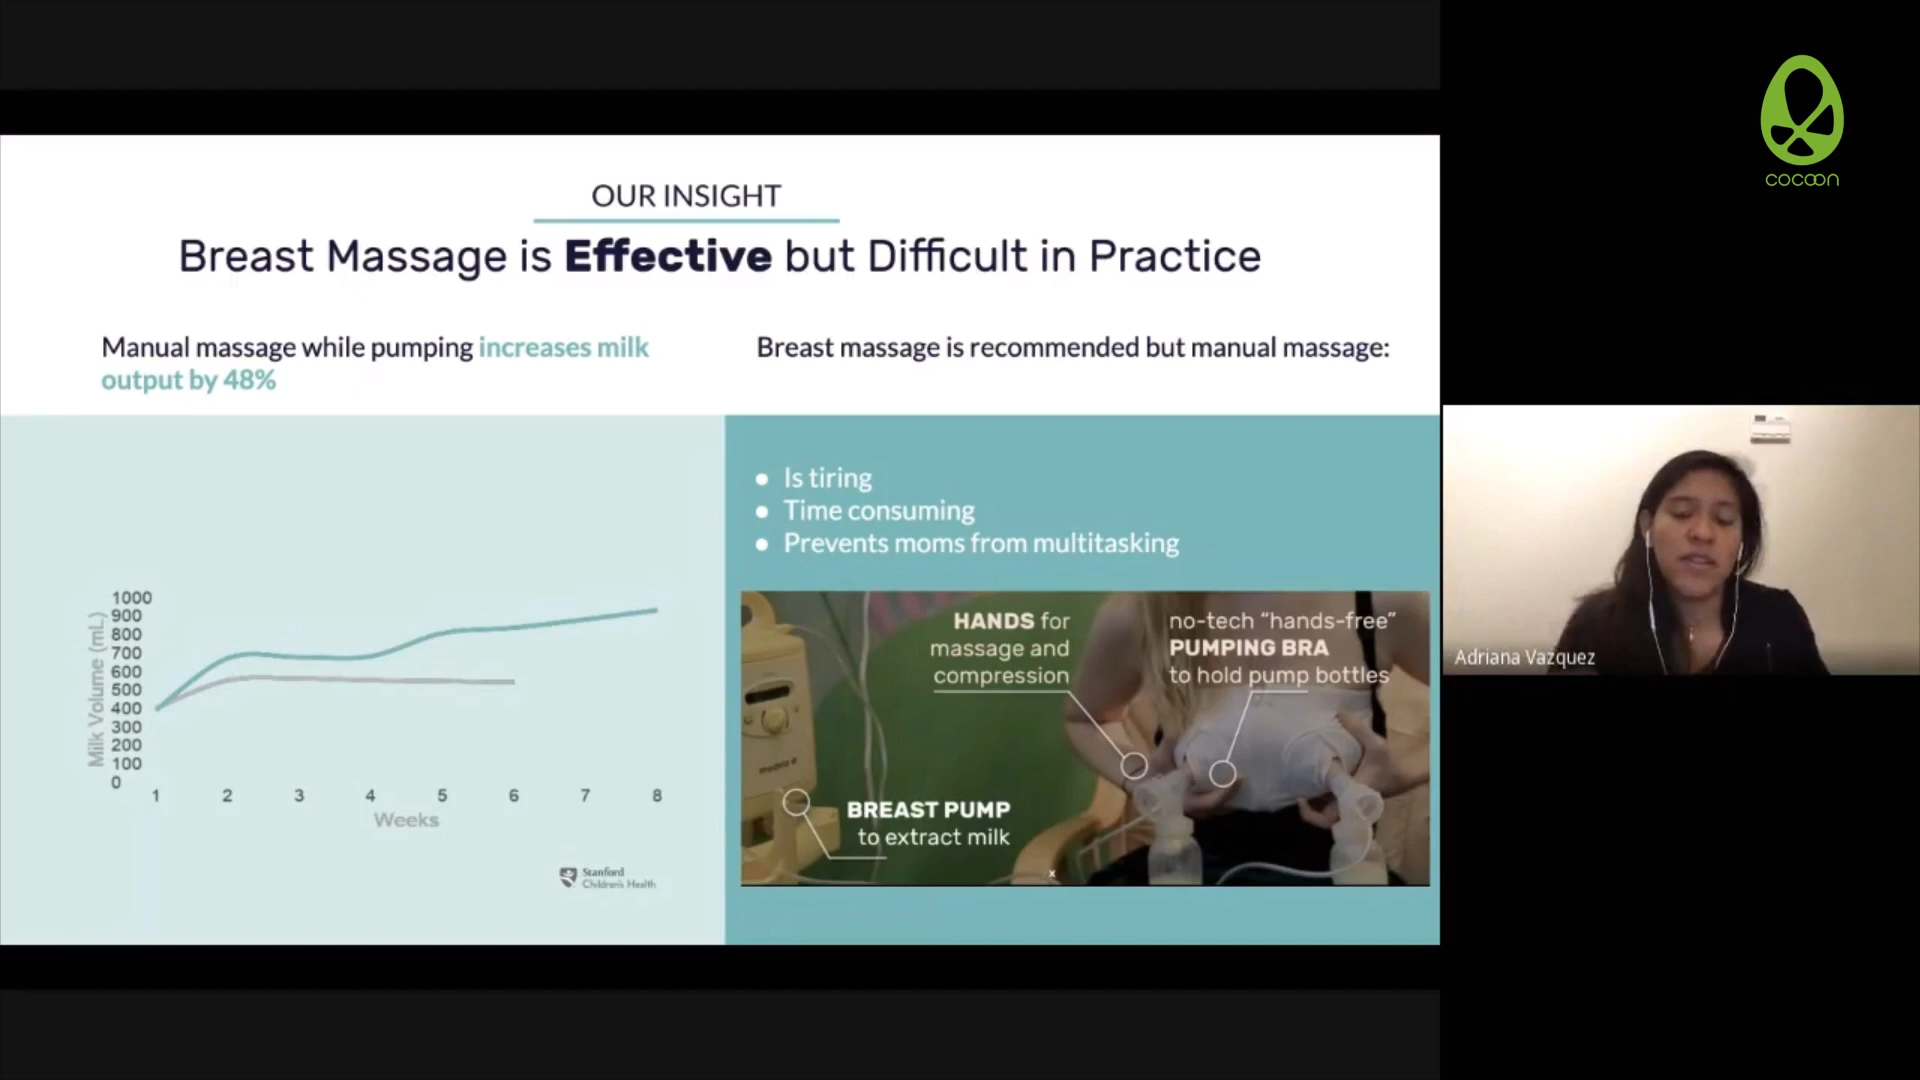 cocoon
OUR INSIGHT
Breast Massage is Effective but Difficult in Practice
Manual massage while pumping increases milk
output by 48%
Breast massage is recommended but manual massage:
• Is tiring
• Time consuming
• Prevents moms from multitasking
1000
900
800
700
600
500
400
300
200
100
0
Milk Volume (mL)
1 2 3 4 5 6 7 8
Weeks
Stanford
Children's Health
HANDS for
massage and
compression
no-tech “hands-free”
PUMPING BRA
to hold pump bottles
medela
BREAST PUMP
to extract milk
Adriana Vazquez